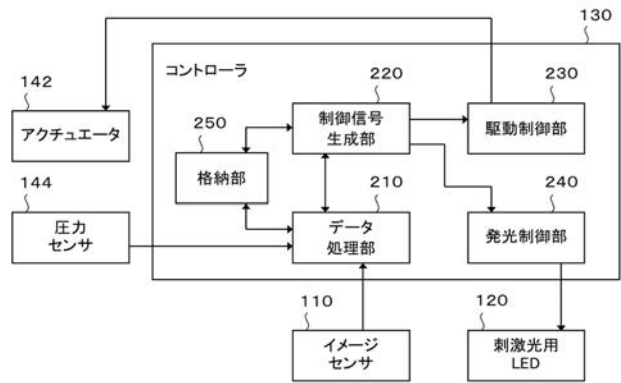 130
コントローラ
142
アクチュエータ
220
制御信号
生成部
230
駆動制御部
250
格納部
144
圧力
センサ
210
データ
処理部
240
発光制御部
110
イメージ
センサ
120
刺激光用
LED